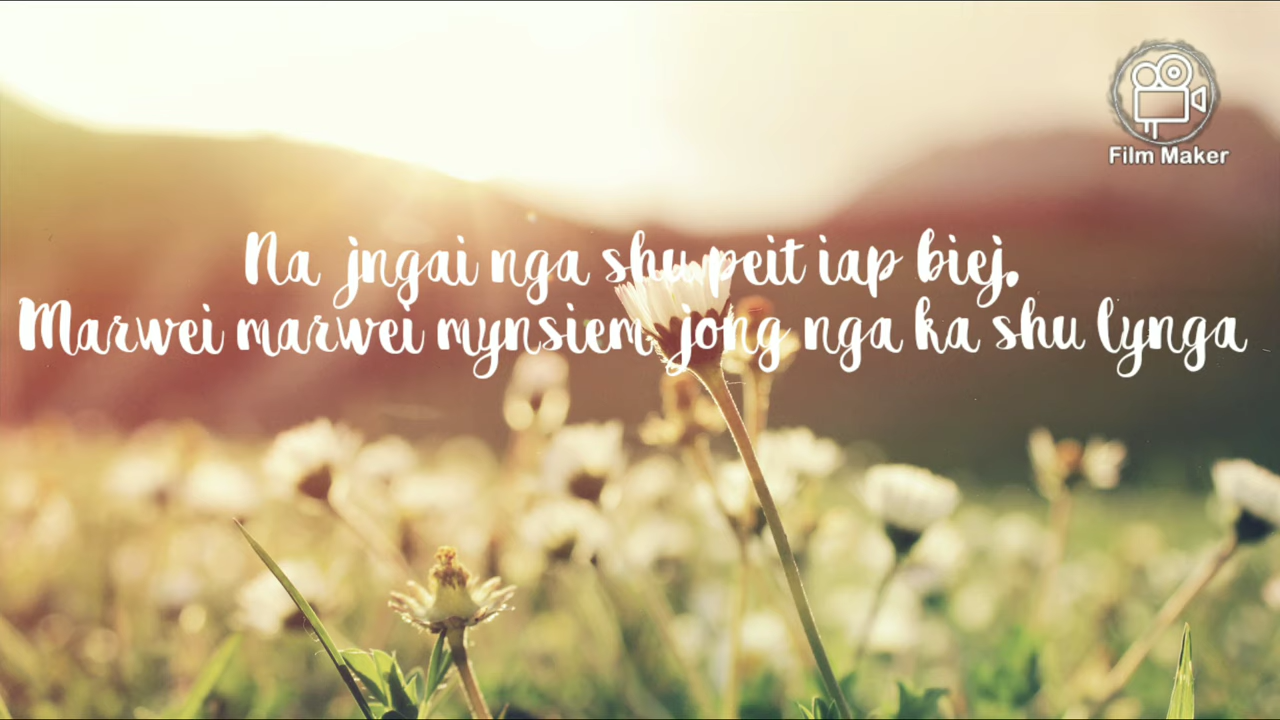 Film Maker
Na jngai nga shu peit iap biej.
Marwei marwei mynsiem jong nga ka shu lynga